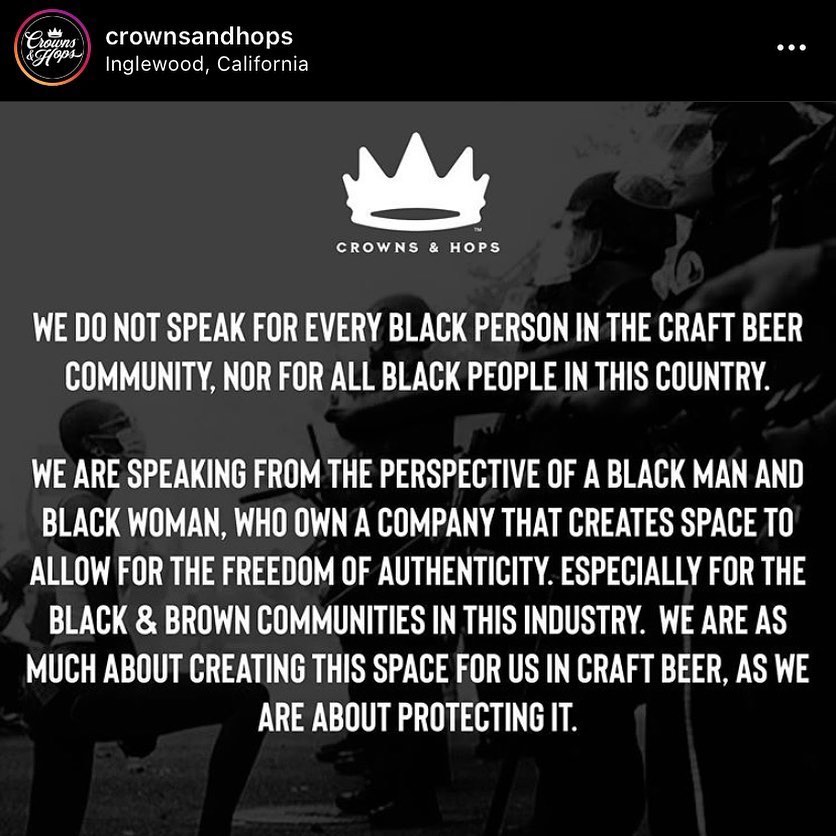 Crowns
& Hops
crownsandhops
Inglewood, California
CROWNS & HOPS
™
WE DO NOT SPEAK FOR EVERY BLACK PERSON IN THE CRAFT BEER
COMMUNITY, NOR FOR ALL BLACK PEOPLE IN THIS COUNTRY.
WE ARE SPEAKING FROM THE PERSPECTIVE OF A BLACK MAN AND
BLACK WOMAN, WHO OWN A COMPANY THAT CREATES SPACE TO
ALLOW FOR THE FREEDOM OF AUTHENTICITY. ESPECIALLY FOR THE
BLACK & BROWN COMMUNITIES IN THIS INDUSTRY. WE ARE AS
MUCH ABOUT CREATING THIS SPACE FOR US IN CRAFT BEER, AS WE
ARE ABOUT PROTECTING IT.